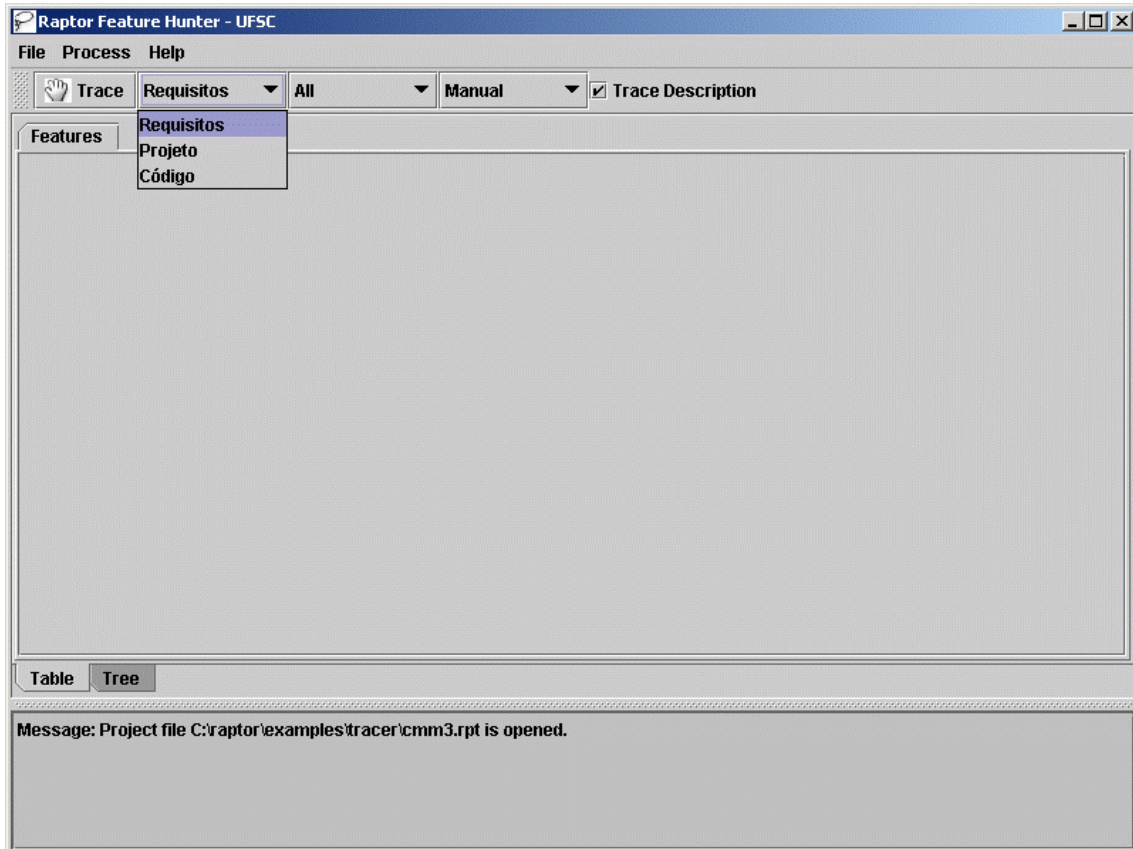 Raptor Feature Hunter - UFSC
File Process Help
Trace Requisitos All Manual Trace Description
Features Requisitos
Projeto
Código
Table Tree
Message: Project file C:\raptor\examples\tracer\cmm3.rpt is opened.